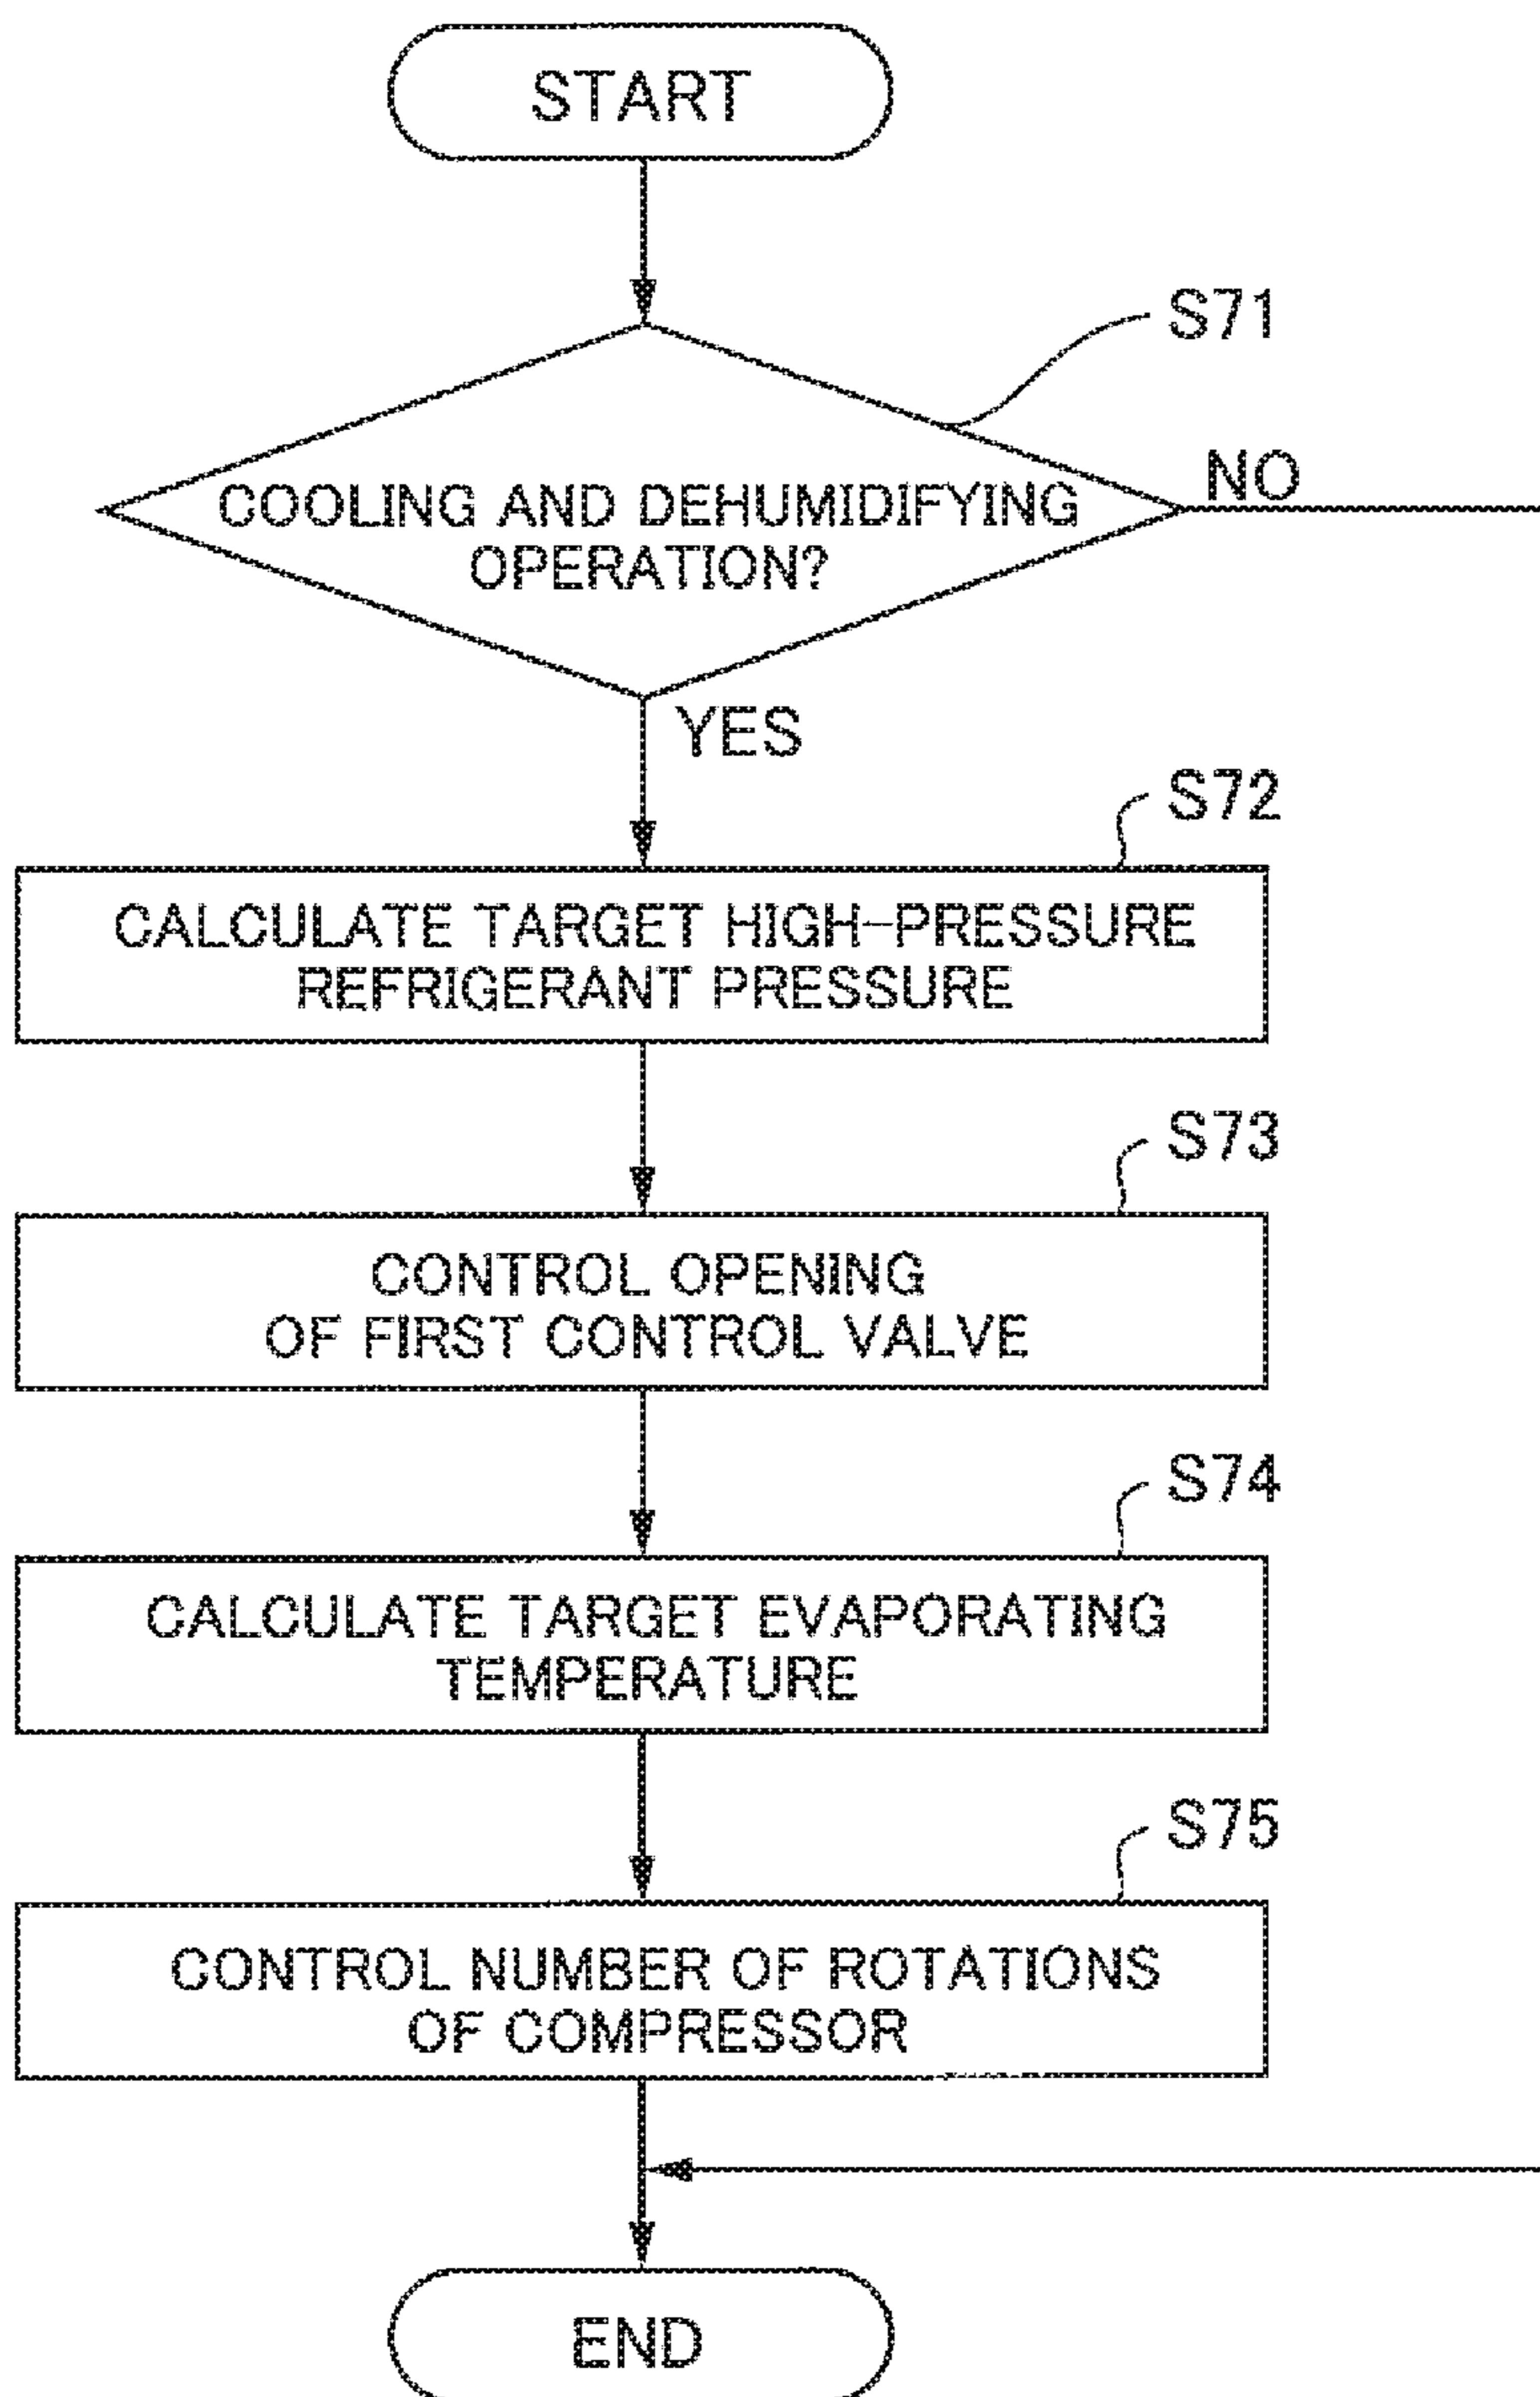 START
S71
NO
COOLING AND DEHUMIDIFYING
OPERATION?
YES
S72
CALCULATE TARGET HIGH-PRESSURE
REFRIGERANT PRESSURE
S73
CONTROL OPENING
OF FIRST CONTROL VALVE
S74
CALCULATE TARGET EVAPORATING
TEMPERATURE
S75
CONTROL NUMBER OF ROTATIONS
OF COMPRESSOR
END